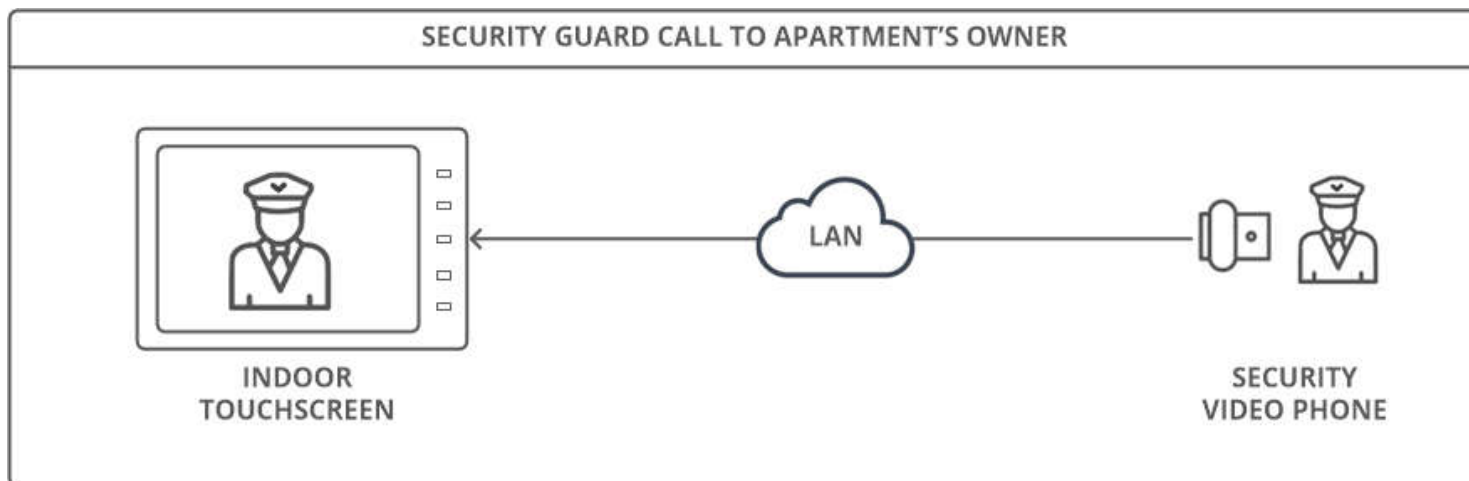 SECURITY GUARD CALL TO APARTMENT’S OWNER
LAN
INDOOR
TOUCHSCREEN
SECURITY
VIDEO PHONE